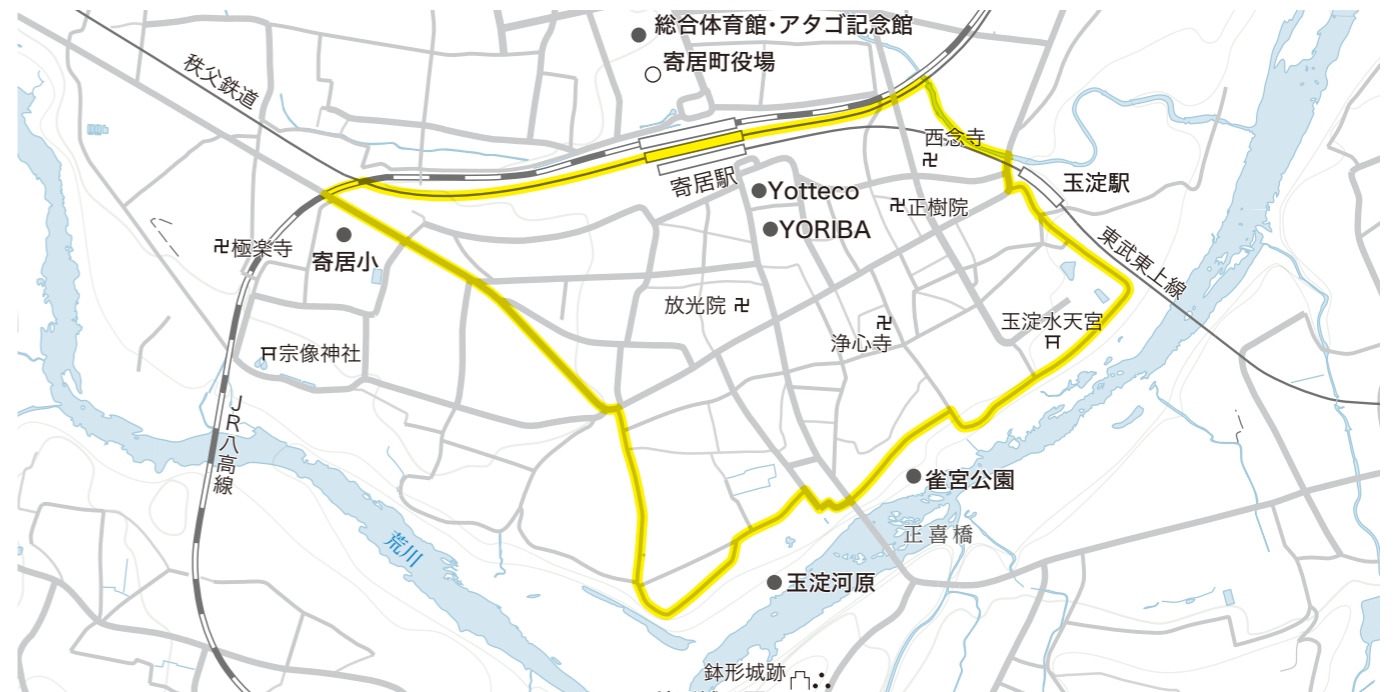 総合体育館・アタゴ記念館
寄居町役場
秩父鉄道
西念寺
玉淀駅
寄居駅
Yotteco
正樹院
YORIBA
極楽寺
寄居小
東武東上線
放光院
玉淀水天宮
浄心寺
宗像神社
JR八高線
雀宮公園
正喜橋
荒川
玉淀河原
鉢形城跡